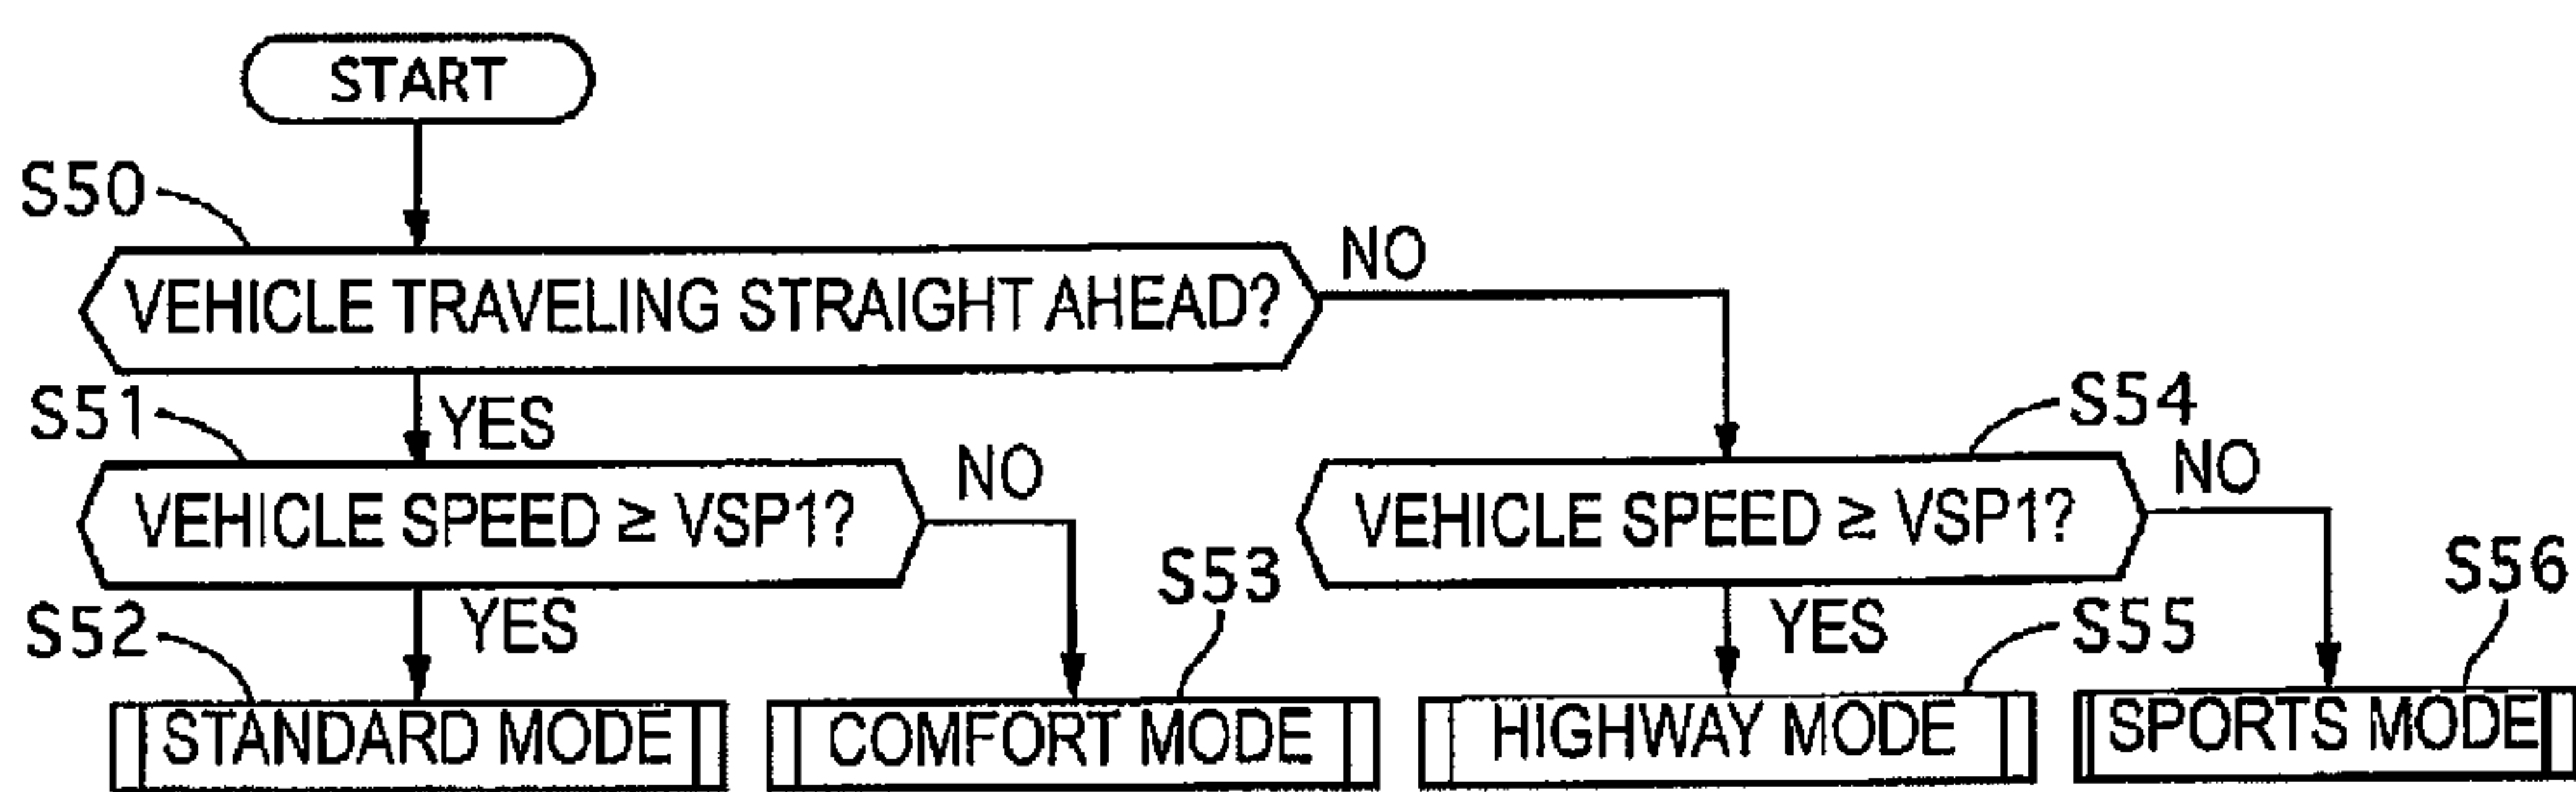 START
S50
NO
VEHICLE TRAVELING STRAIGHT AHEAD?
S51
YES
S54
NO
NO
VEHICLE SPEED ≥ VSP1?
VEHICLE SPEED ≥ VSP1?
S53
S56
S52
YES
YES
S55
STANDARD MODE
COMFORT MODE
HIGHWAY MODE
SPORTS MODE